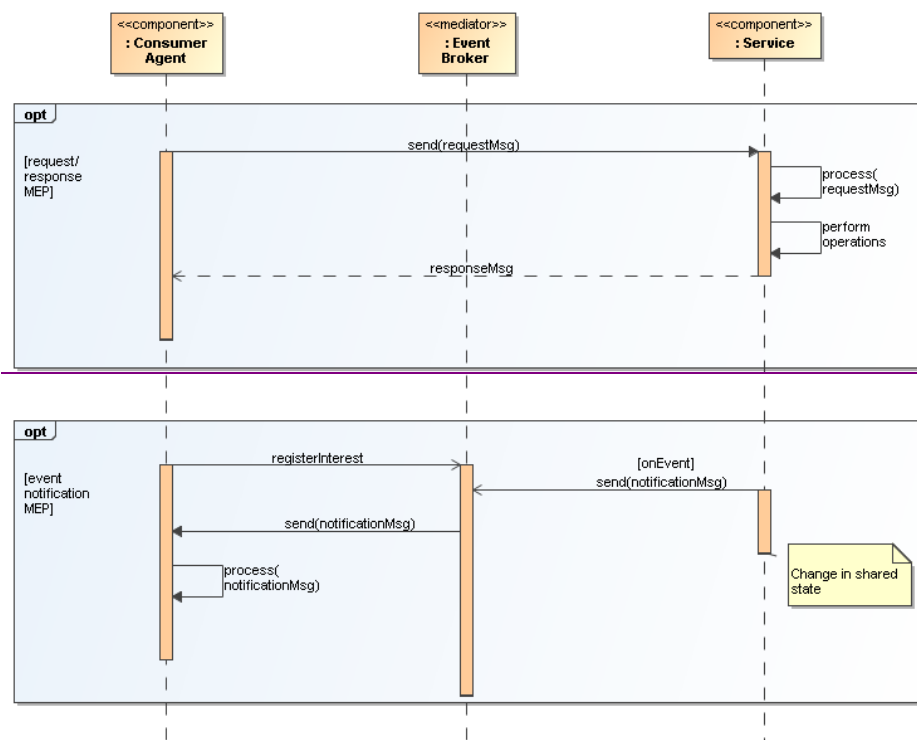 <<component>>
: Consumer
Agent
<<mediator>>
: Event
Broker
<<component>>
: Service
opt
[request/
response
MEP]
send(requestMsg)
process(
requestMsg)
perform
operations
responseMsg
opt
[event
notification
MEP]
registerInterest
[onEvent]
send(notificationMsg)
send(notificationMsg)
process(
notificationMsg)
Change in shared
state